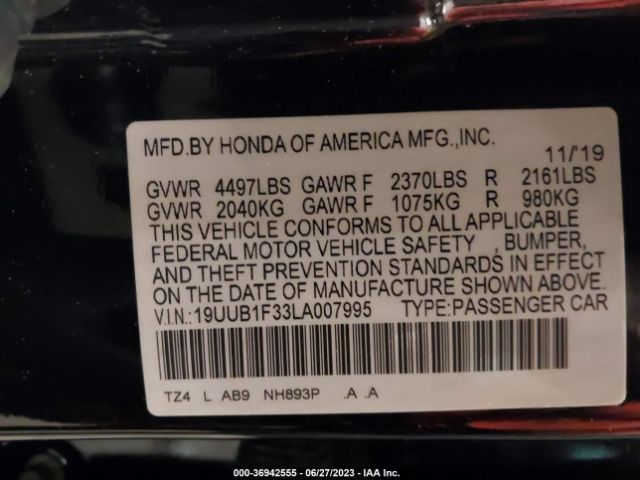 MFD.BY HONDA OF AMERICA MFG.,INC.
11/'19
GVWR 4497LBS GAWR F 2370LBS R 2161LBS
GVWR 2040KG GAWR F 1075KG R 980KG
THIS VEHICLE CONFORMS TO ALL APPLICABLE
FEDERAL MOTOR VEHICLE SAFETY , BUMPER,
AND THEFT PREVENTION STANDARDS IN EFFECT
ON THE DATE OF MANUFACTURE SHOWN ABOVE.
V.I.N.:19UUB1F33LA007995 TYPE:PASSENGER CAR
TZ4 L AB9 NH893P .A .A
000-36942555 - 06/27/2023 - IAA Inc.